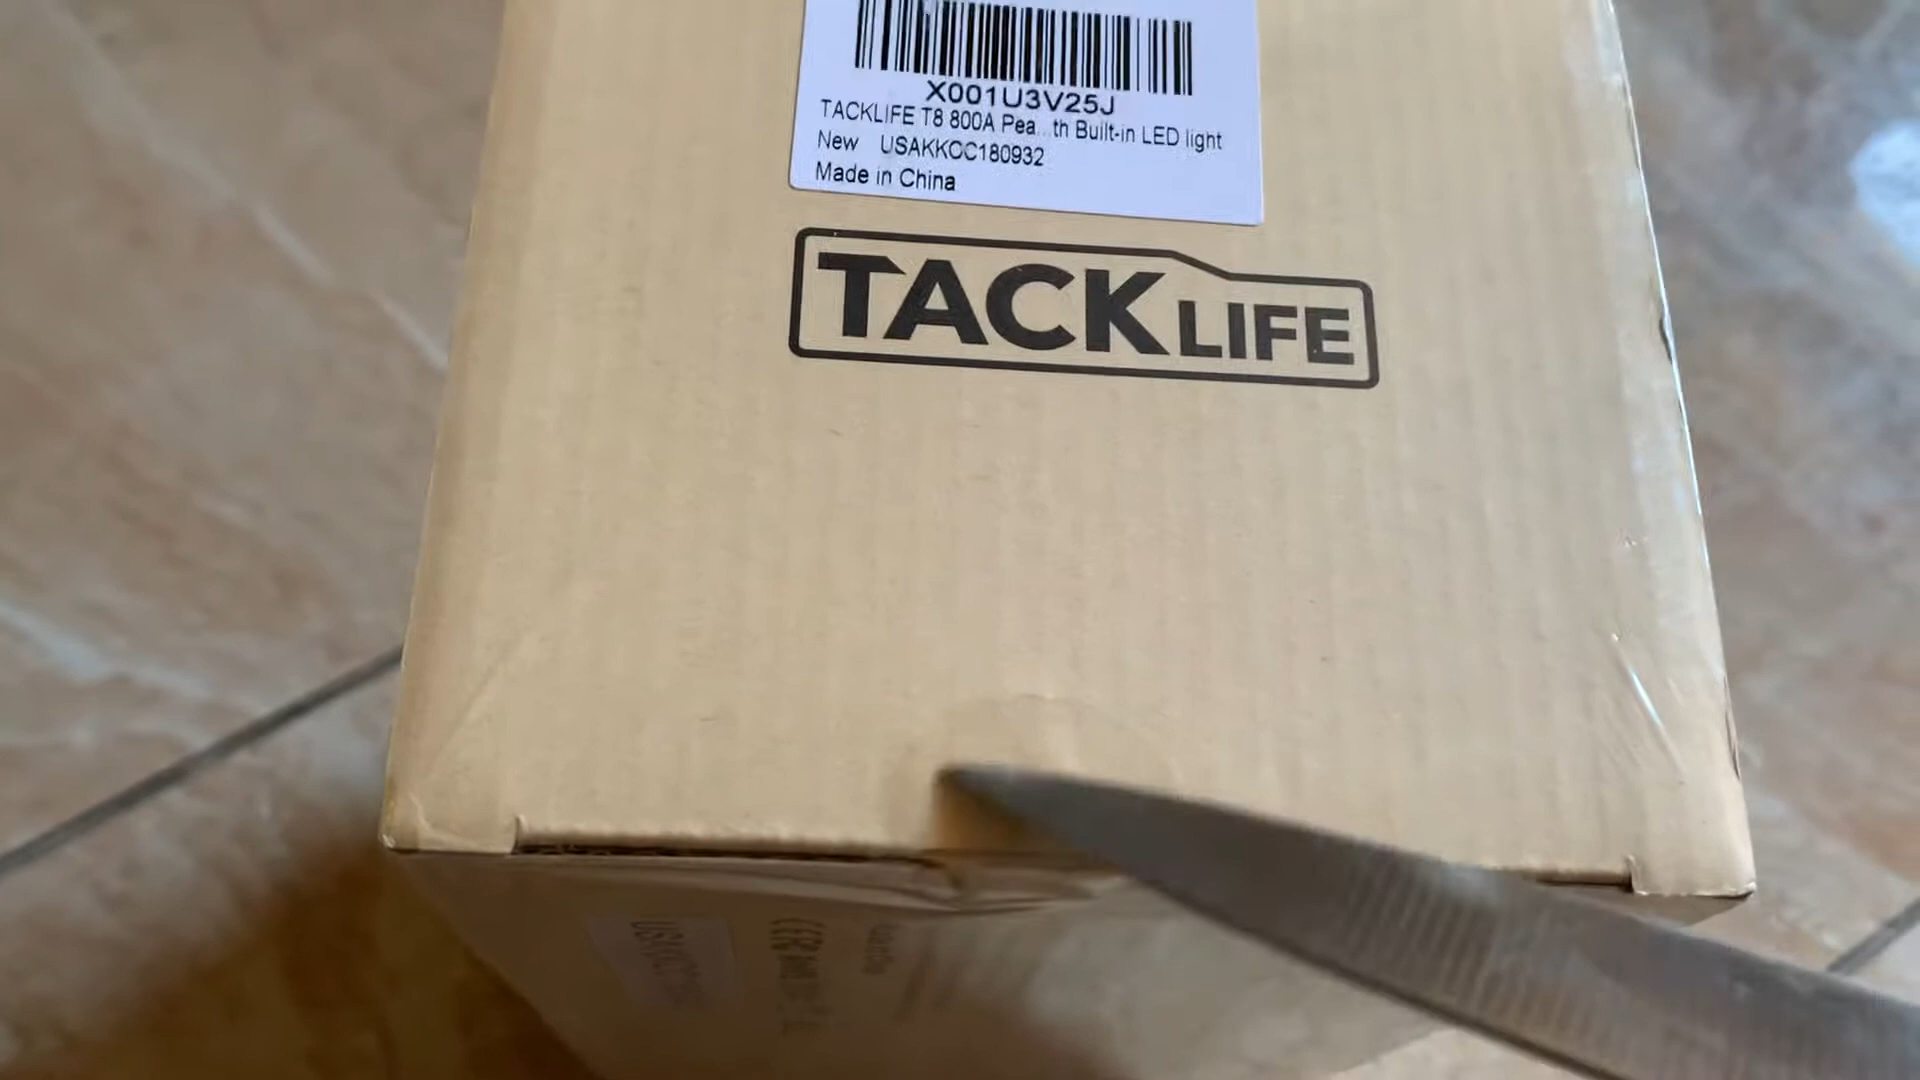 X001U3V25J
TACKLIFE T8 800A Pea...th Built-in LED light
New USAKKCC180932
Made in China
TACKLIFE